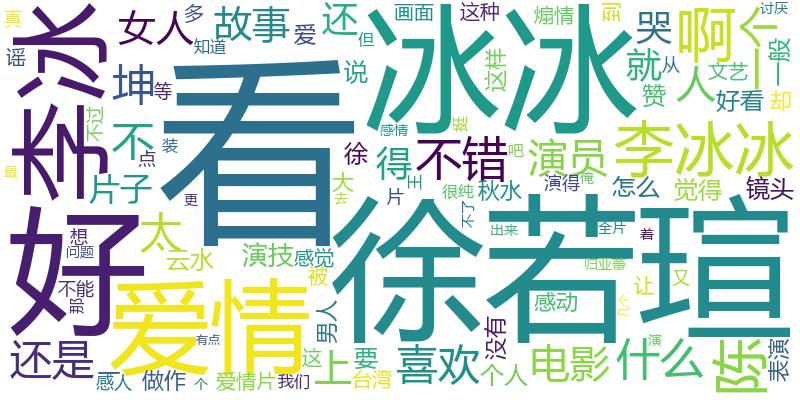 真 多 画面 这种 煽情 到 讨厌
李冰 女人 故事 爱 还 冰冰 哭 啊 个
谣 知道 但 说 这样 就 从 一般
坤 等 看 人 文艺
赞 好看 却
不过 不 装 感情 挺 不错 演员 李冰冰
点 徐 得 吧
最 片子 更 大 片 王 很纯 秋水 演得 俺 怎么 觉得 镜头
去
好 想 太 徐若瑄 不了 出来 全片 着
问题 云水 演技 感觉 归亚蕾
不能 那 爱情 被 感动 让 又
男人 没有 几个
还是 有点 这 上 要 喜欢 电影 什么 演 陈 表演
感人 做作 个 爱情片 我们 台湾 个人 一